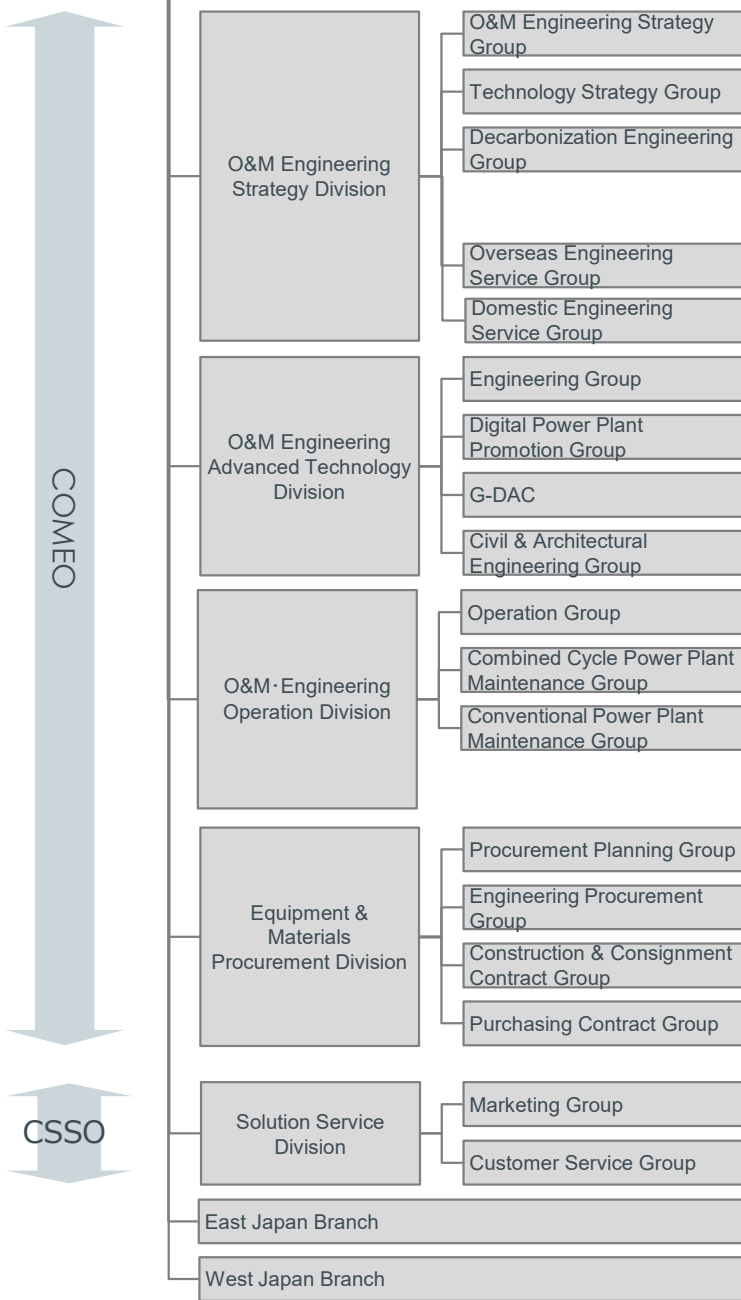 COMEO
O&M Engineering
Strategy Division
O&M Engineering Strategy
Group
Technology Strategy Group
Decarbonization Engineering
Group
Overseas Engineering
Service Group
Domestic Engineering
Service Group
O&M Engineering
Advanced Technology
Division
Engineering Group
Digital Power Plant
Promotion Group
G-DAC
Civil & Architectural
Engineering Group
O&M･Engineering
Operation Division
Operation Group
Combined Cycle Power Plant
Maintenance Group
Conventional Power Plant
Maintenance Group
Equipment &
Materials
Procurement Division
Procurement Planning Group
Engineering Procurement
Group
Construction & Consignment
Contract Group
Purchasing Contract Group
CSSO
Solution Service
Division
Marketing Group
Customer Service Group
East Japan Branch
West Japan Branch